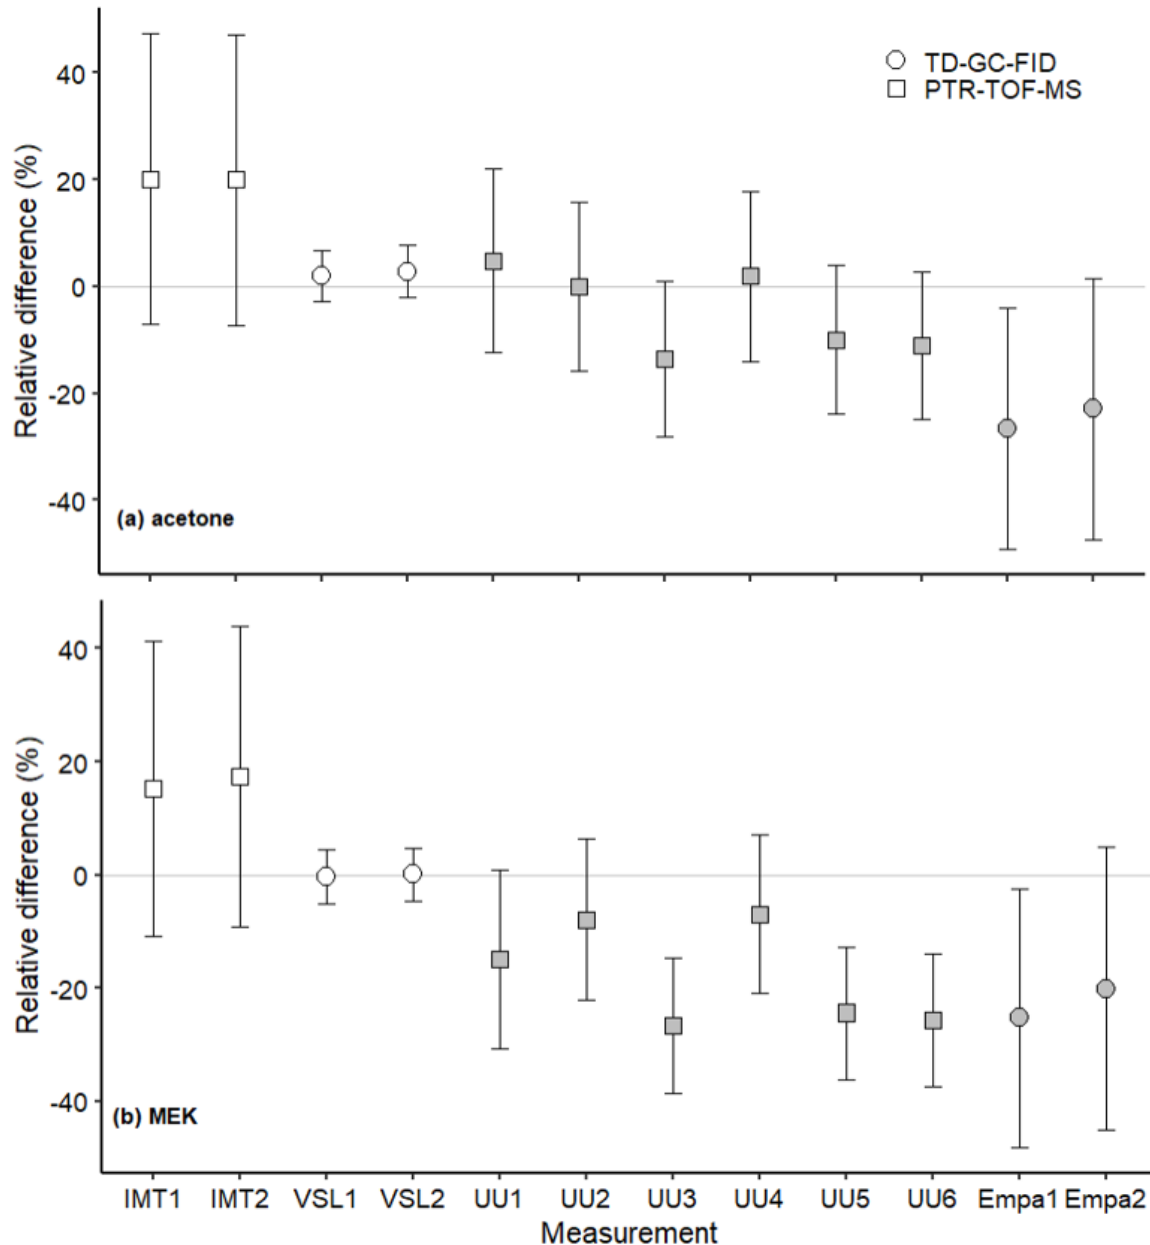 TD-GC-FID
PTR-TOF-MS
Relative difference (%)
40
20
0
-20
-40
(a) acetone
Relative difference (%)
40
20
0
-20
-40
(b) MEK
IMT1 IMT2 VSL1 VSL2 UU1 UU2 UU3 UU4 UU5 UU6 Empa1 Empa2
Measurement